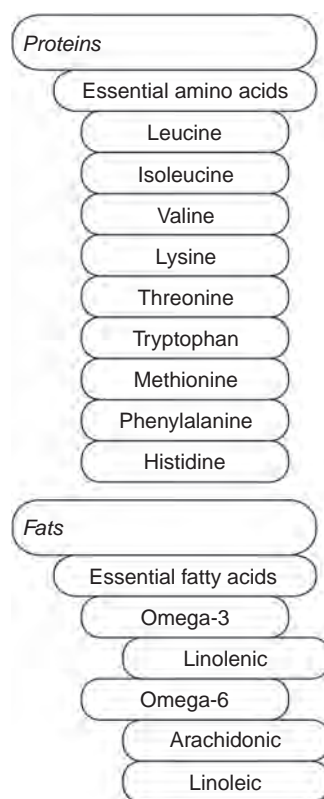 Proteins
Essential amino acids
Leucine
Isoleucine
Valine
Lysine
Threonine
Tryptophan
Methionine
Phenylalanine
Histidine
Fats
Essential fatty acids
Omega-3
Linolenic
Omega-6
Arachidonic
Linoleic